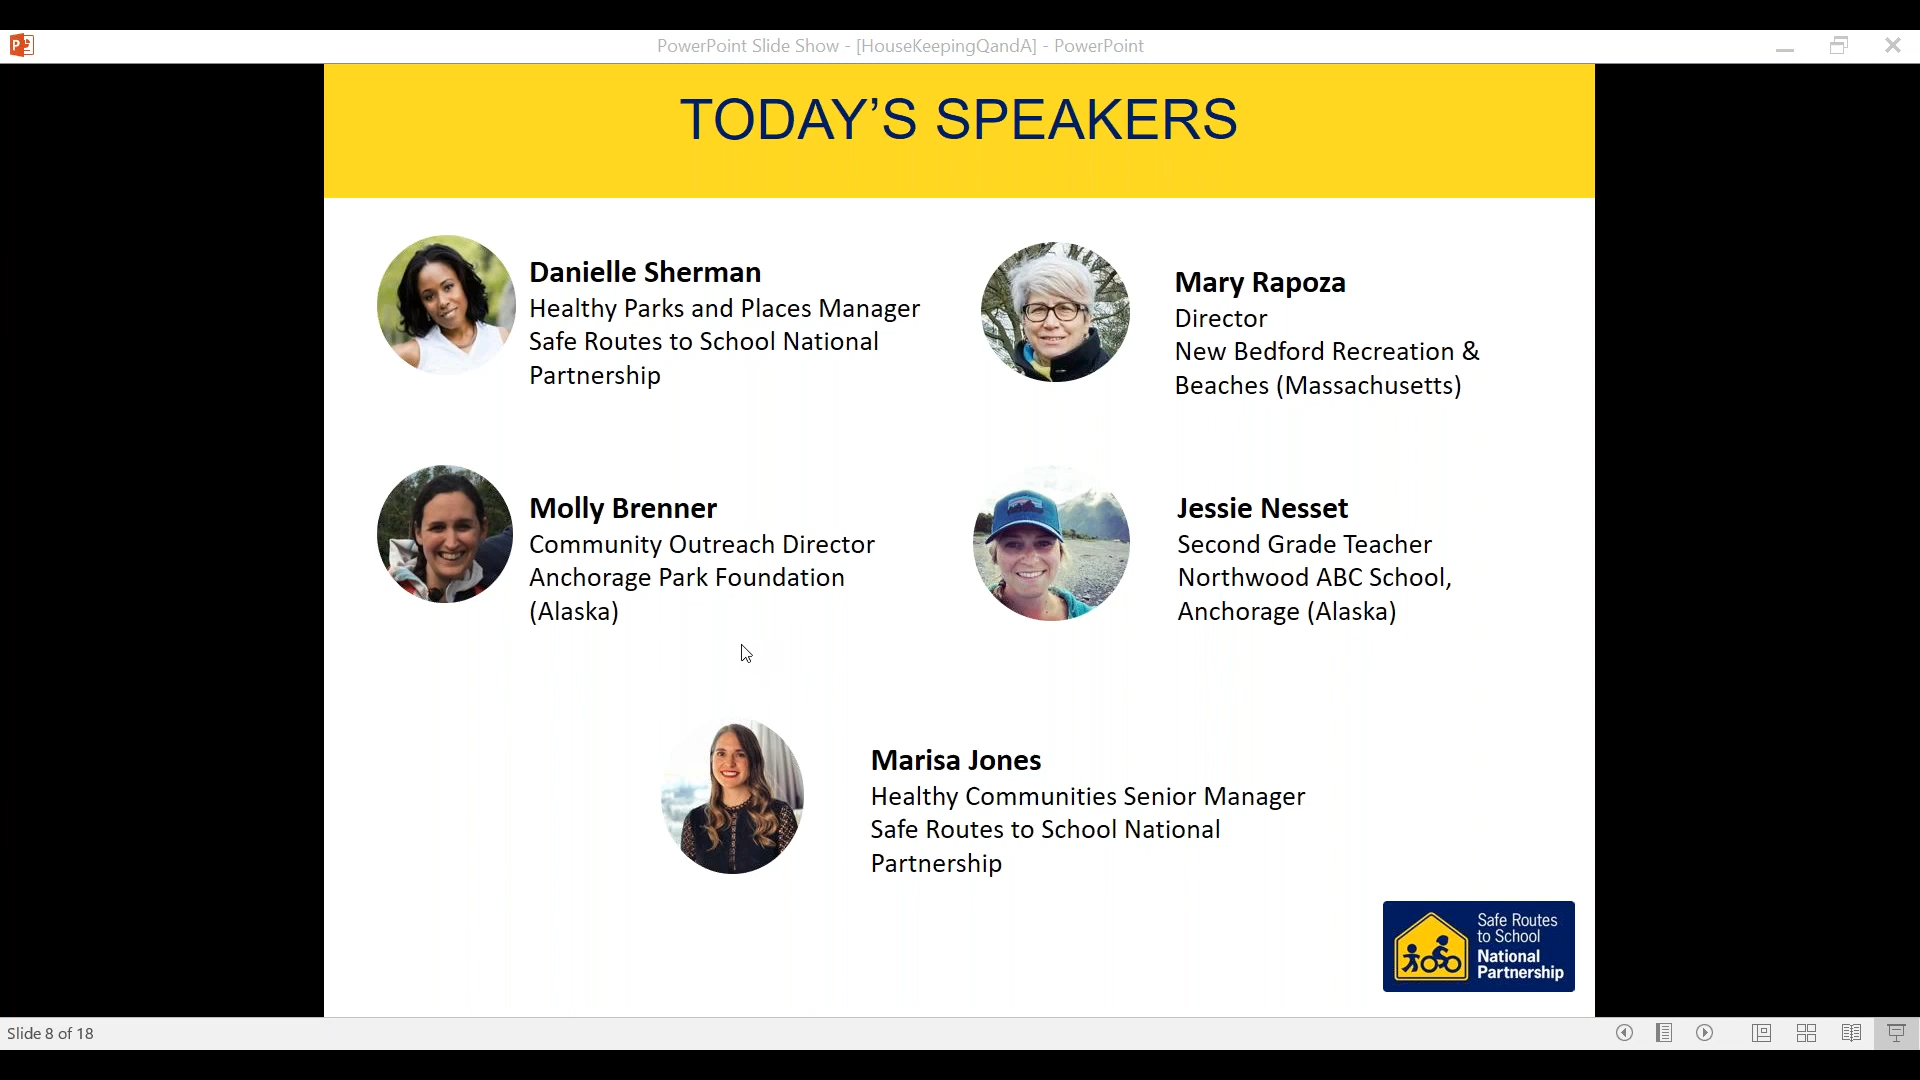 PowerPoint Slide Show - [HouseKeepingQandA] - PowerPoint
TODAY’S SPEAKERS
Danielle Sherman
Healthy Parks and Places Manager
Safe Routes to School National
Partnership
Mary Rapoza
Director
New Bedford Recreation &
Beaches (Massachusetts)
Molly Brenner
Community Outreach Director
Anchorage Park Foundation
(Alaska)
Jessie Nesset
Second Grade Teacher
Northwood ABC School,
Anchorage (Alaska)
Marisa Jones
Healthy Communities Senior Manager
Safe Routes to School National
Partnership
Safe Routes
to School
National
Partnership
Slide 8 of 18